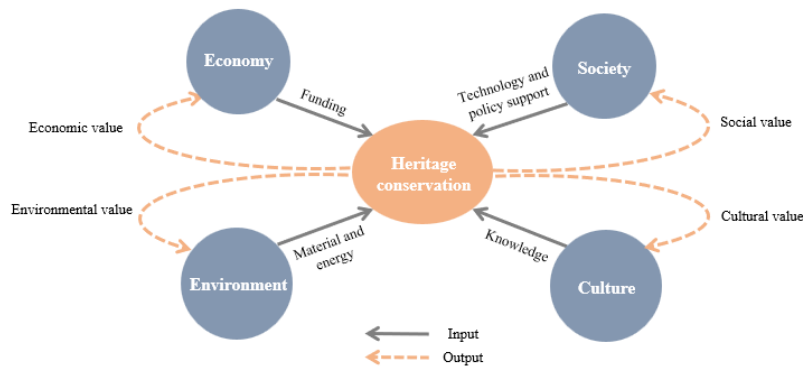 Economy
Society
Funding
Technology and
policy support
Economic value
Social value
Heritage
conservation
Environmental value
Cultural value
Material and
energy
Knowledge
Environment
Culture
Input
Output